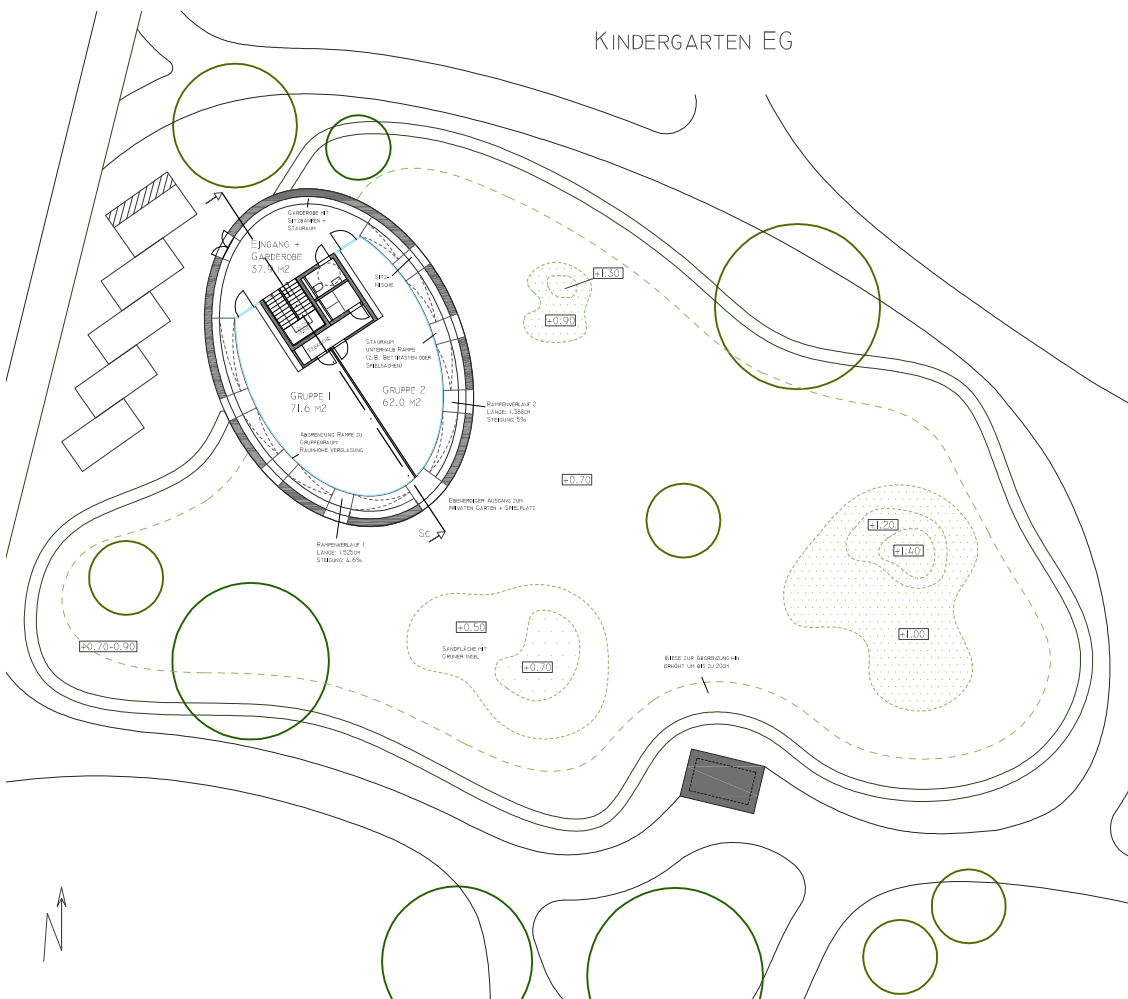 KINDERGARTEN EG
GARDEROBE MIT
SITZBÄNKEN +
STAURAUM
EINGANG +
GARDEROBE
37.9 M2
SITZ-
NISCHE
+1.30
+0.90
STAURAUM
UNTERHALB RAMPE
(Z.B. BETTKÄSTEN ODER
SPIELSACHEN)
TEEKÜCHE
GRUPPE 1
71.6 M2
GRUPPE 2
62.0 M2
RAMPENVERLAUF 2
LÄNGE: 1.388CM
STEIGUNG 5%
ABGRENZUNG RAMPE ZU
GRUPPENRAUM:
RAUMHOHE VERGLASUNG
+0.70
EBENERDIGER AUSGANG ZUM
PRIVATEN GARTEN + SPIELPLATZ
SC
RAMPENVERLAUF 1
LÄNGE: 1.525CM
STEIGUNG 4.6%
+1.20
+1.40
+1.00
+0.50
SANDFLÄCHE MIT
GRÜNER INSEL
+0.70
+0.70-0.90
WIESE ZUR ABGRENZUNG HIN
ERHÖHT UM BIS ZU 20CM
N